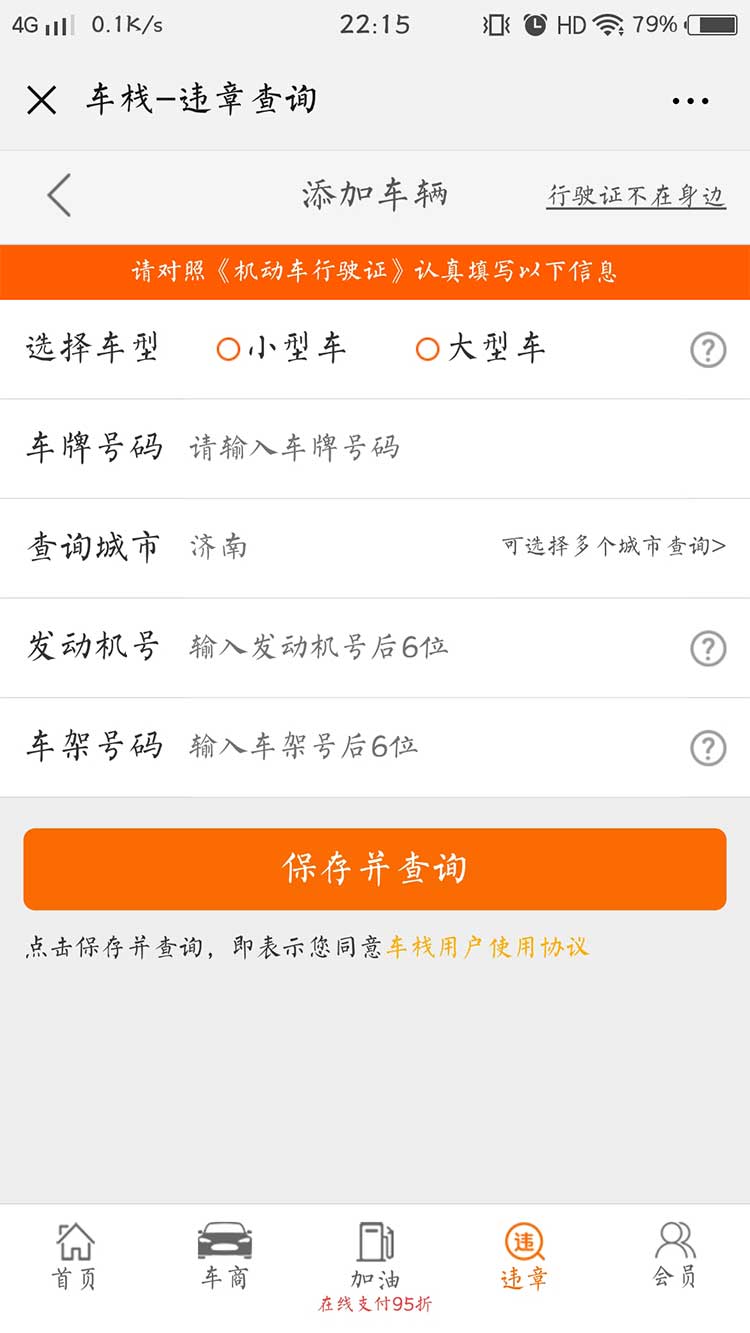 4G 0.1K/s 22:15 HD 79%
车栈-违章查询
添加车辆 行驶证不在身边
请对照《机动车行驶证》认真填写以下信息
选择车型 小型车 大型车 ?
车牌号码 请输入车牌号码
查询城市 济南 可选择多个城市查询>
发动机号 输入发动机号后6位 ?
车架号码 输入车架号后6位 ?
保存并查询
点击保存并查询，即表示您同意车栈用户使用协议
违
首页 车商 加油 违章 会员
在线支付95折